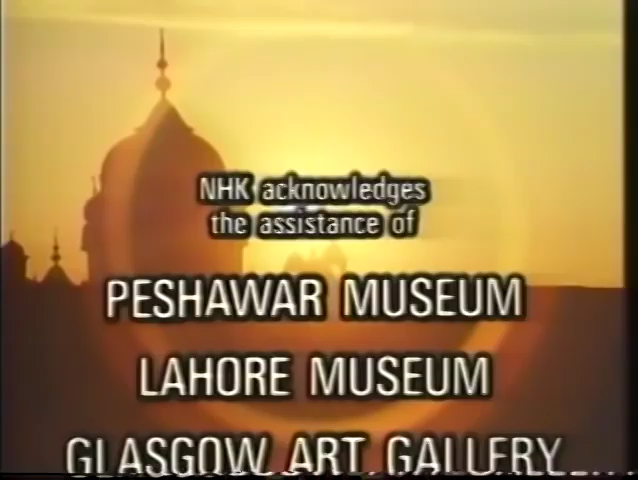 NHK acknowledges
the assistance of
PESHAWAR MUSEUM
LAHORE MUSEUM
GLASGOW ART GALLERY